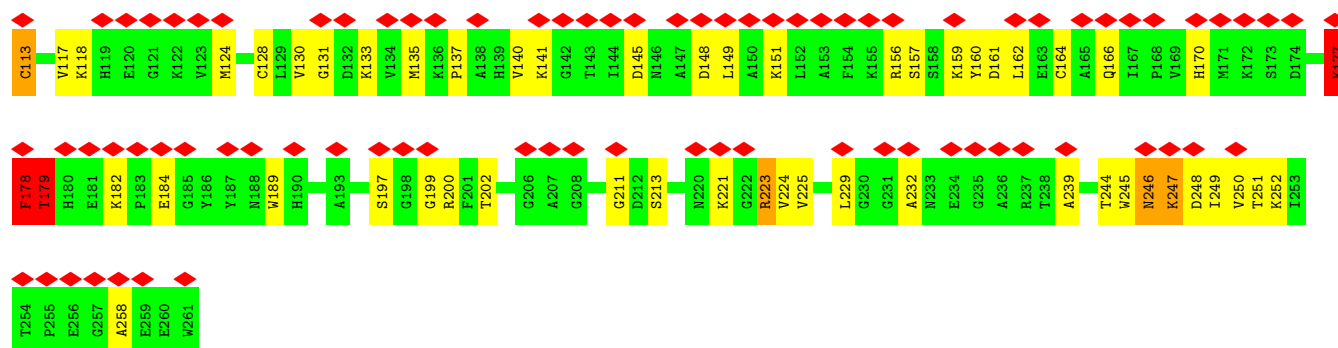 C113 V117 K118 H119 E120 G121 K122 V123 M124 C128 L129 V130 G131 D132 K133 V134 M135 K136 P137 A138 H139 V140 K141 G142 T143 I144 D145 N146 A147 D148 L149 A150 K151 L152 A153 F154 K155 R156 S157 S158 K159 Y160 D161 L162 E163 C164 A165 Q166 I167 P168 V169 H170 M171 K172 S173 D174 K177
F178 T179 H180 E181 K182 P183 E184 G185 Y186 Y187 N188 W189 H190 A193 S197 G198 G199 R200 F201 T202 G206 A207 G208 G211 D212 S213 N220 K221 G222 R223 V224 V225 L229 G230 G231 A232 N233 E234 G235 A236 R237 T238 A239 T244 W245 N246 K247 D248 I249 V250 T251 K252 I253
T254 P255 E256 G257 A258 E259 E260 W261